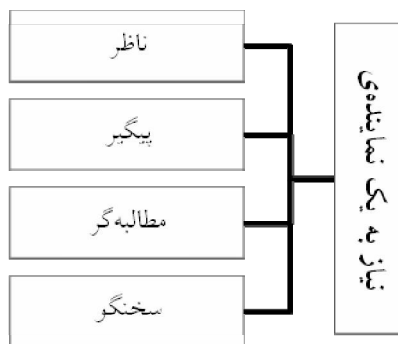 نیاز به یک نماینده‌ی
ناظر
پیگیر
مطالبه‌گر
سخنگو